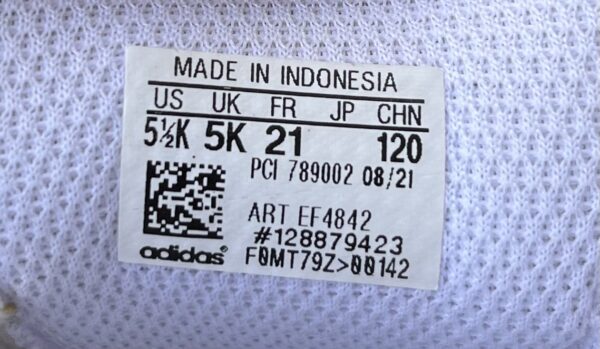 MADE IN INDONESIA
US UK FR JP CHN
5½K 5K 21 120
PCI 789002 08/21
ART EF4842
#128879423
adidas® F0MT79Z>00142